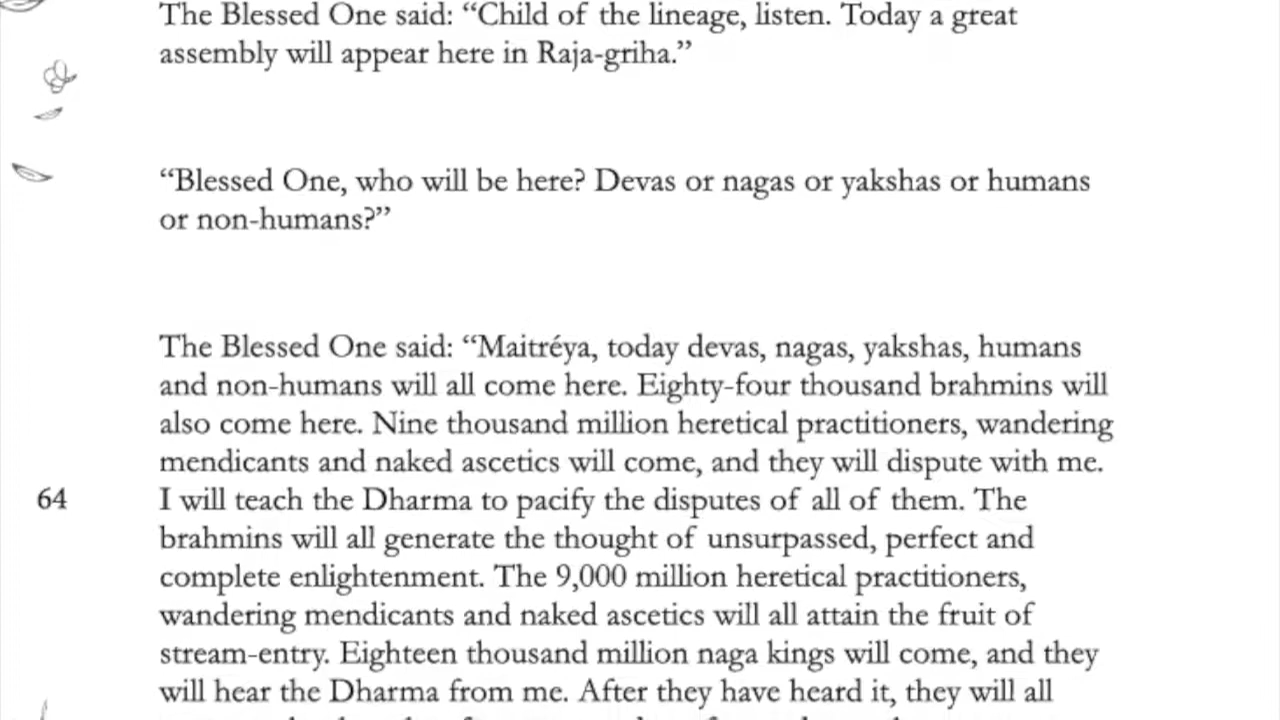 The Blessed One said: “Child of the lineage, listen. Today a great
assembly will appear here in Raja-griha.”
“Blessed One, who will be here? Devas or nagas or yakshas or humans
or non-humans?”
The Blessed One said: “Maitréya, today devas, nagas, yakshas, humans
and non-humans will all come here. Eighty-four thousand brahmins will
also come here. Nine thousand million heretical practitioners, wandering
mendicants and naked ascetics will come, and they will dispute with me.
64 I will teach the Dharma to pacify the disputes of all of them. The
brahmins will all generate the thought of unsurpassed, perfect and
complete enlightenment. The 9,000 million heretical practitioners,
wandering mendicants and naked ascetics will all attain the fruit of
stream-entry. Eighteen thousand million naga kings will come, and they
will hear the Dharma from me. After they have heard it, they will all